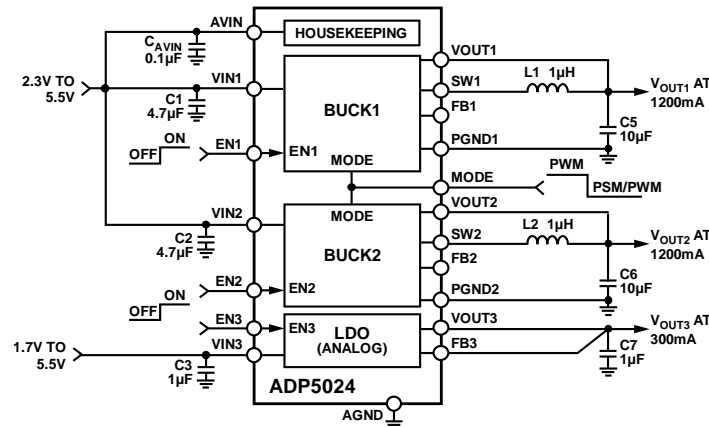 AVIN
HOUSEKEEPING
C_AVIN
0.1µF
VOUT1
2.3V TO
5.5V
VIN1
C1
4.7µF
BUCK1
SW1
L1 1µH
V_OUT1 AT
1200mA
FB1
C5
10µF
ON
OFF
EN1
EN1
PGND1
MODE
MODE
PWM
PSM/PWM
VIN2
C2
4.7µF
MODE
BUCK2
VOUT2
SW2
L2 1µH
V_OUT2 AT
1200mA
FB2
C6
10µF
ON
OFF
EN2
EN2
PGND2
EN3
EN3
LDO
(ANALOG)
VOUT3
V_OUT3 AT
300mA
1.7V TO
5.5V
VIN3
FB3
C3
1µF
C7
1µF
ADP5024
AGND